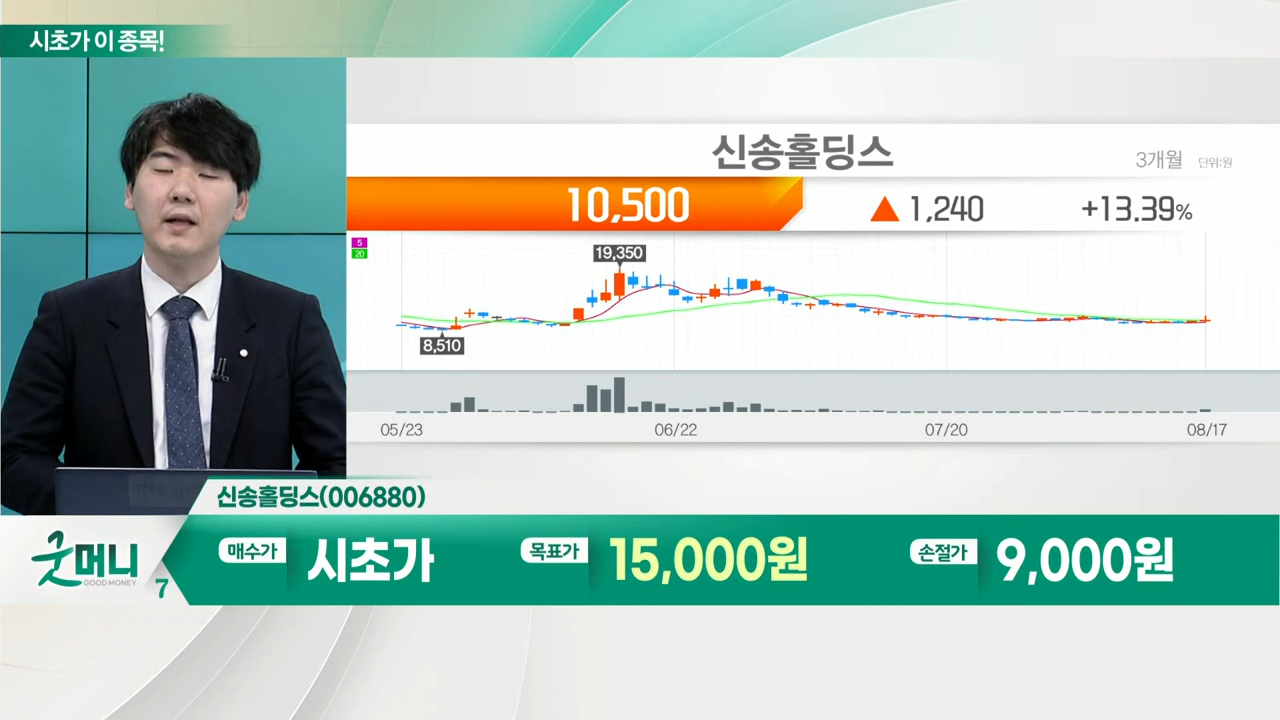 시초가 이 종목!
신송홀딩스
3개월 단위:원
10,500 ▲ 1,240 +13.39%
5
20
19,350
8,510
05/23 06/22 07/20 08/17
신송홀딩스(006880)
굿머니
GOOD MONEY
7
매수가 시초가 목표가 15,000원 손절가 9,000원